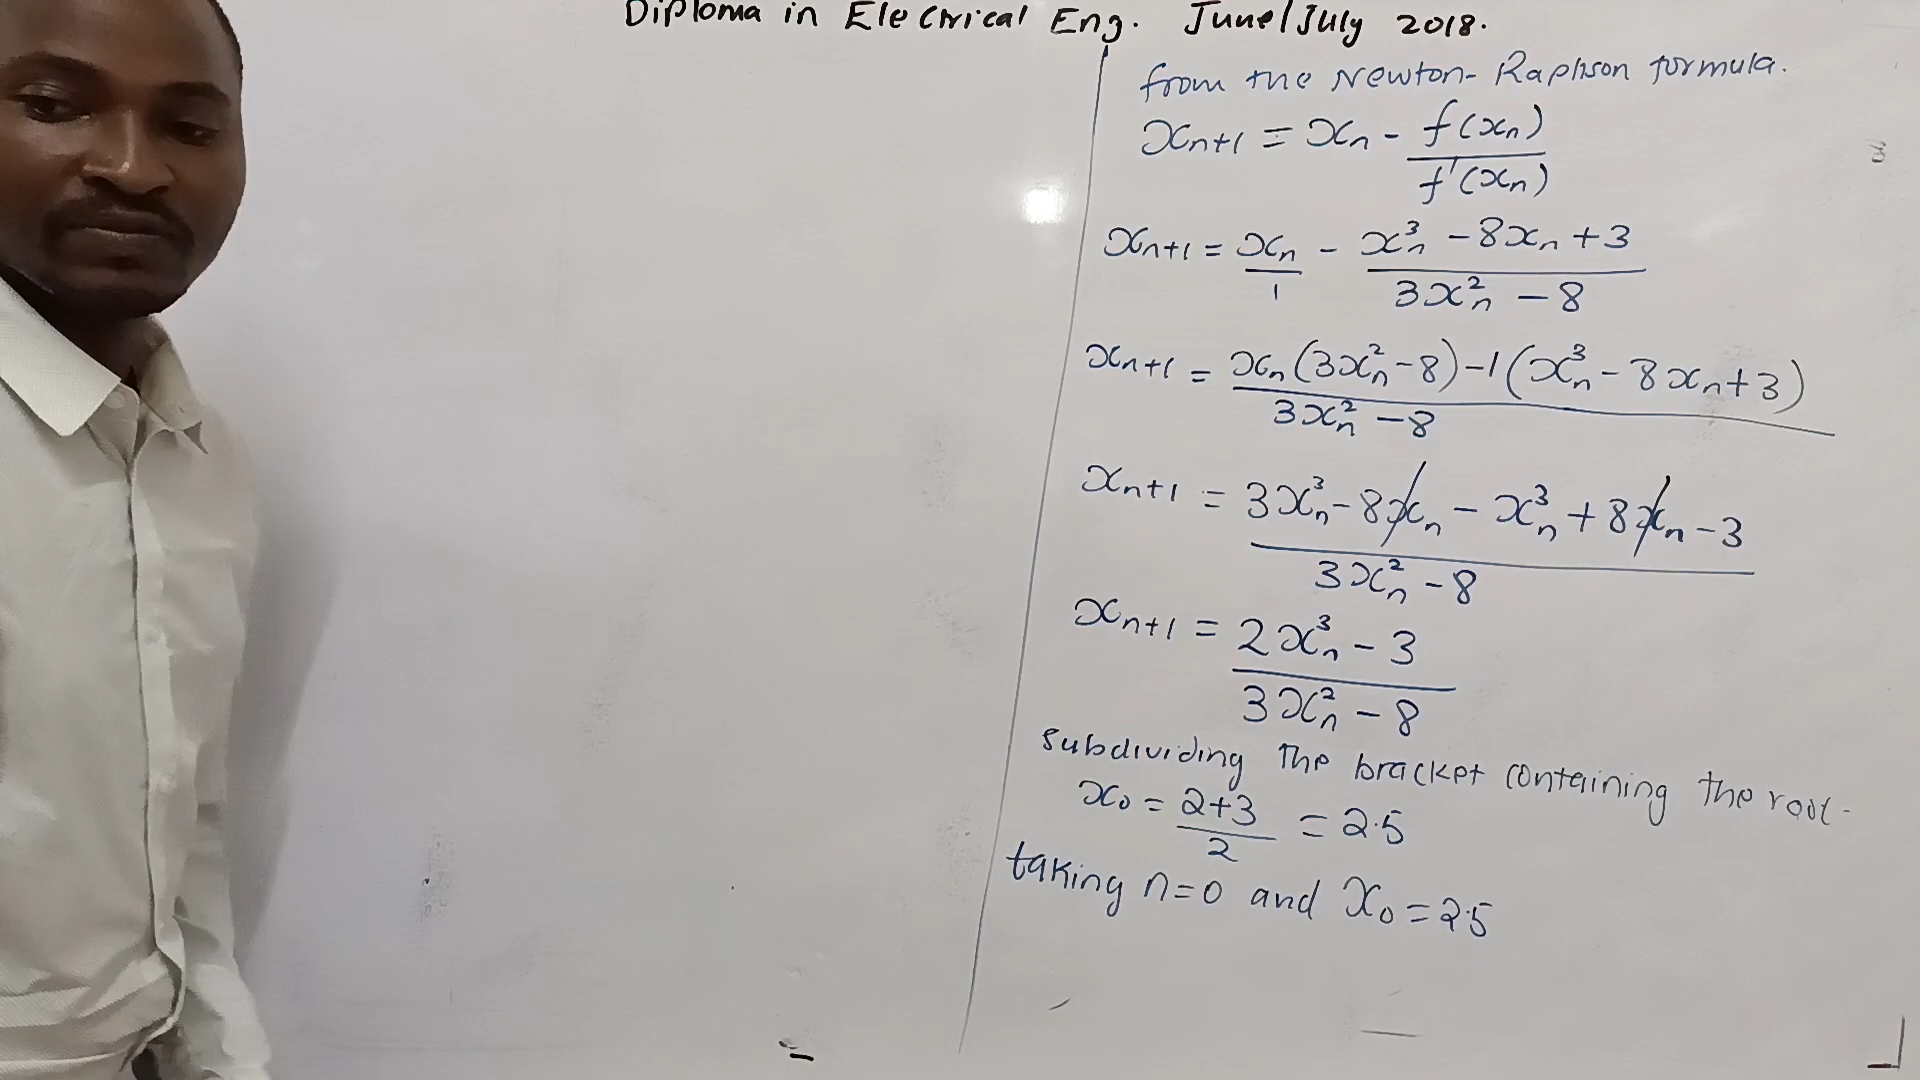 Diploma in Electrical Eng. June/July 2018.
from the Newton-Raphson formula.
xₙ₊₁ = xₙ - f(xₙ) / f'(xₙ)
xₙ₊₁ = xₙ/1 - (xₙ³ - 8xₙ + 3) / (3xₙ² - 8)
xₙ₊₁ = xₙ(3xₙ² - 8) - 1(xₙ³ - 8xₙ + 3) / 3xₙ² - 8
xₙ₊₁ = 3xₙ³ - 8xₙ - xₙ³ + 8xₙ - 3 / 3xₙ² - 8
xₙ₊₁ = 2xₙ³ - 3 / 3xₙ² - 8
subdividing the bracket containing the root-
x₀ = 2+3 / 2 = 2.5
taking n=0 and x₀ = 2.5